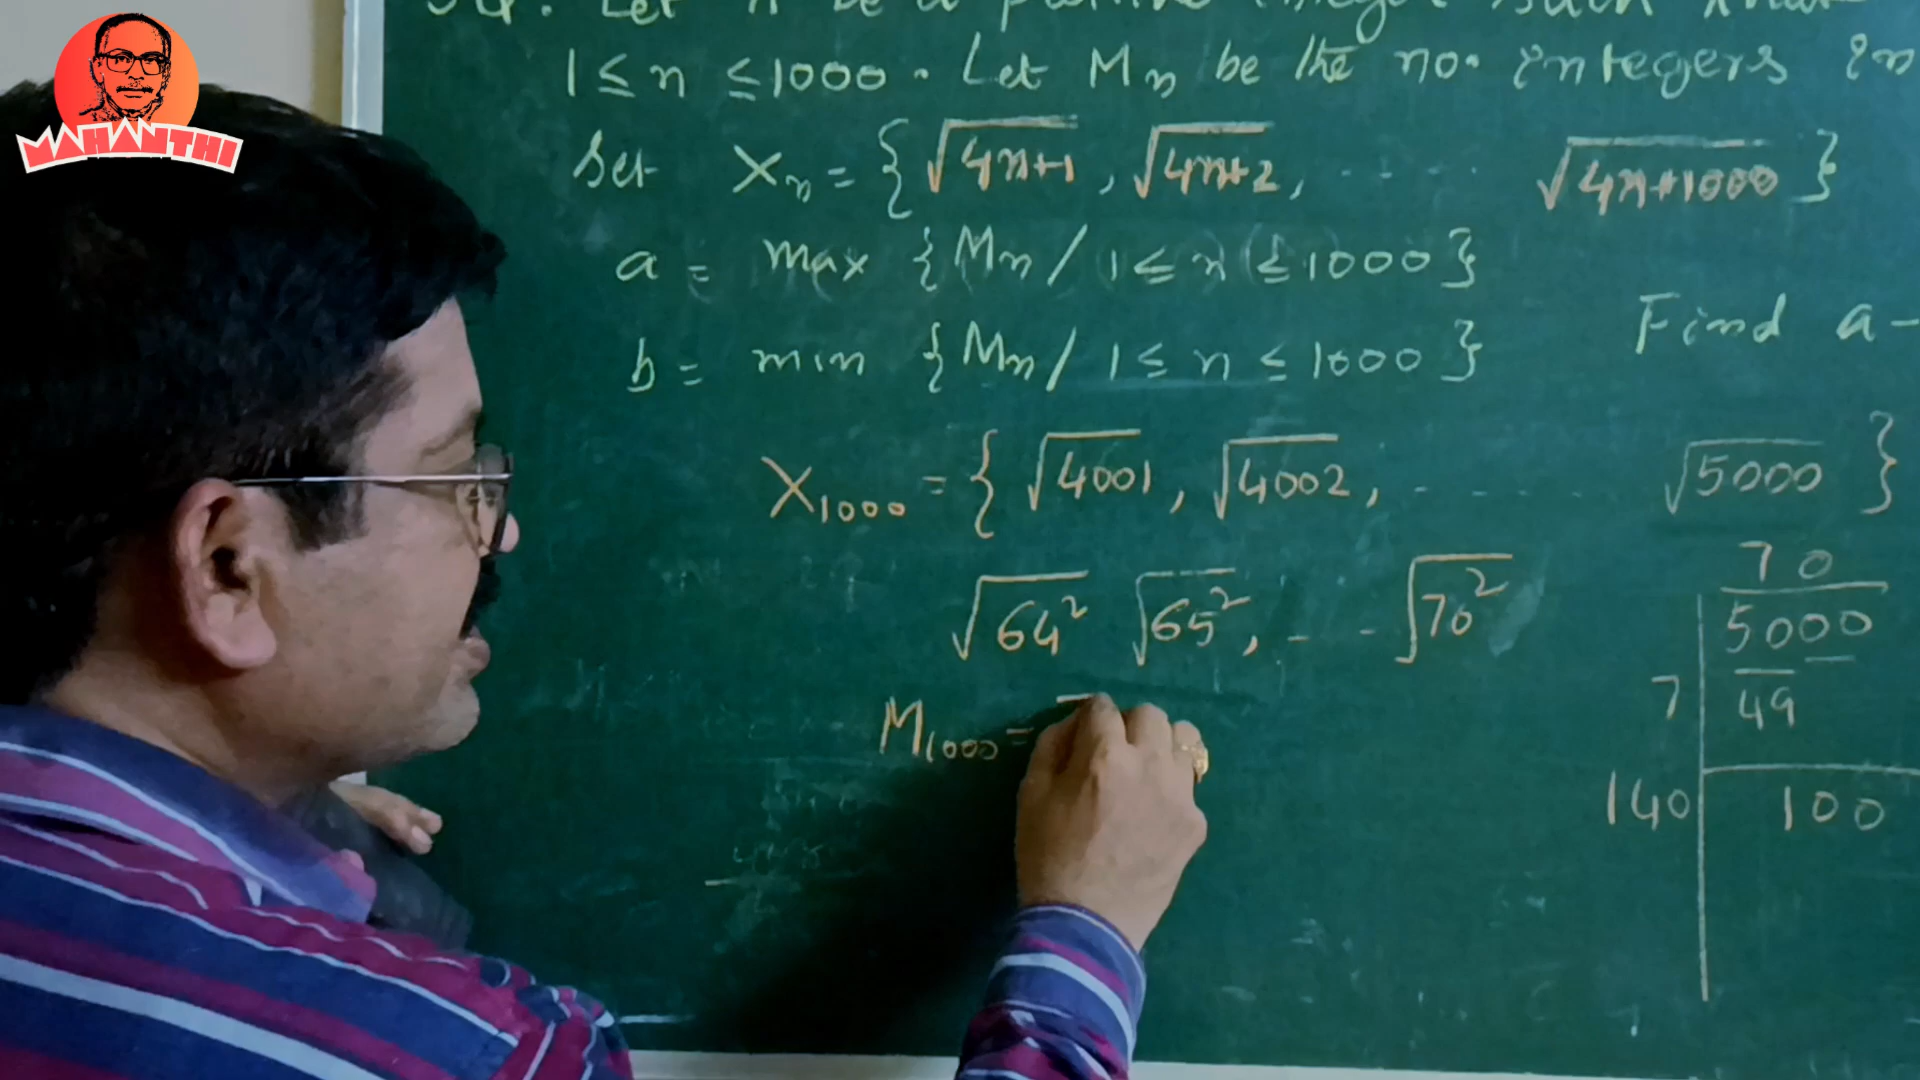 MAHANTHI
Let n be a positive integer such that
1 ≤ n ≤ 1000. Let Mn be the no. integers in
Set Xn = { √4n+1, √4n+2, ..... √4n+1000 }
a = max {Mn / 1 ≤ n ≤ 1000}
Find a -
b = min {Mn / 1 ≤ n ≤ 1000}
X1000 = { √4001, √4002, ..... √5000 }
√64² √65², - - √70²
70
5000
7 49
140 100
M1000 =